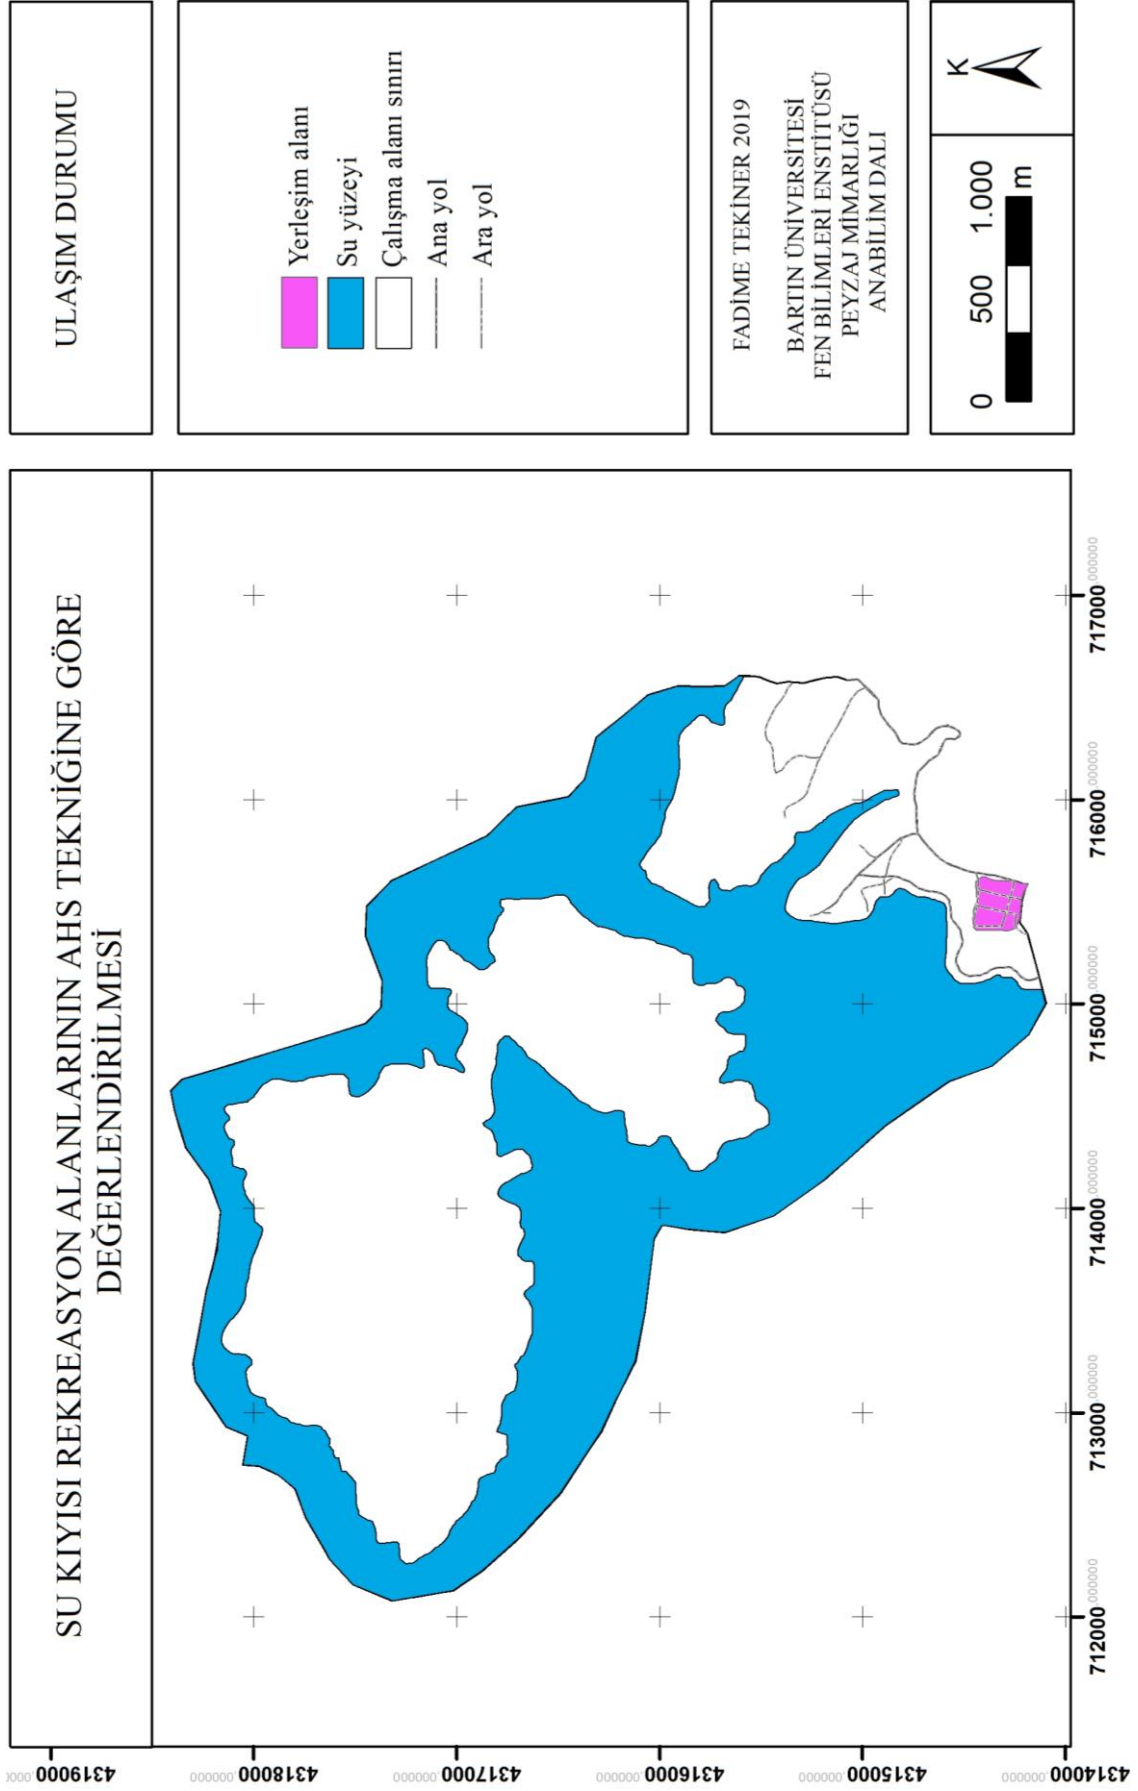 SU KIYISI REKREASYON ALANLARININ AHS TEKNİĞİNE GÖRE
DEĞERLENDİRİLMESİ
ULAŞIM DURUMU
Yerleşim alanı
Su yüzeyi
Çalışma alanı sınırı
Ana yol
Ara yol
FADİME TEKİNER 2019
BARTIN ÜNİVERSİTESİ
FEN BİLİMLERİ ENSTİTÜSÜ
PEYZAJ MİMARLIĞI
ANABİLİM DALI
K
0 500 1.000
m
4319000
4318000,000000
4317000,000000
4316000,000000
4315000,000000
4314000,000000
712000,000000
713000,000000
714000,000000
715000,000000
716000,000000
717000,000000